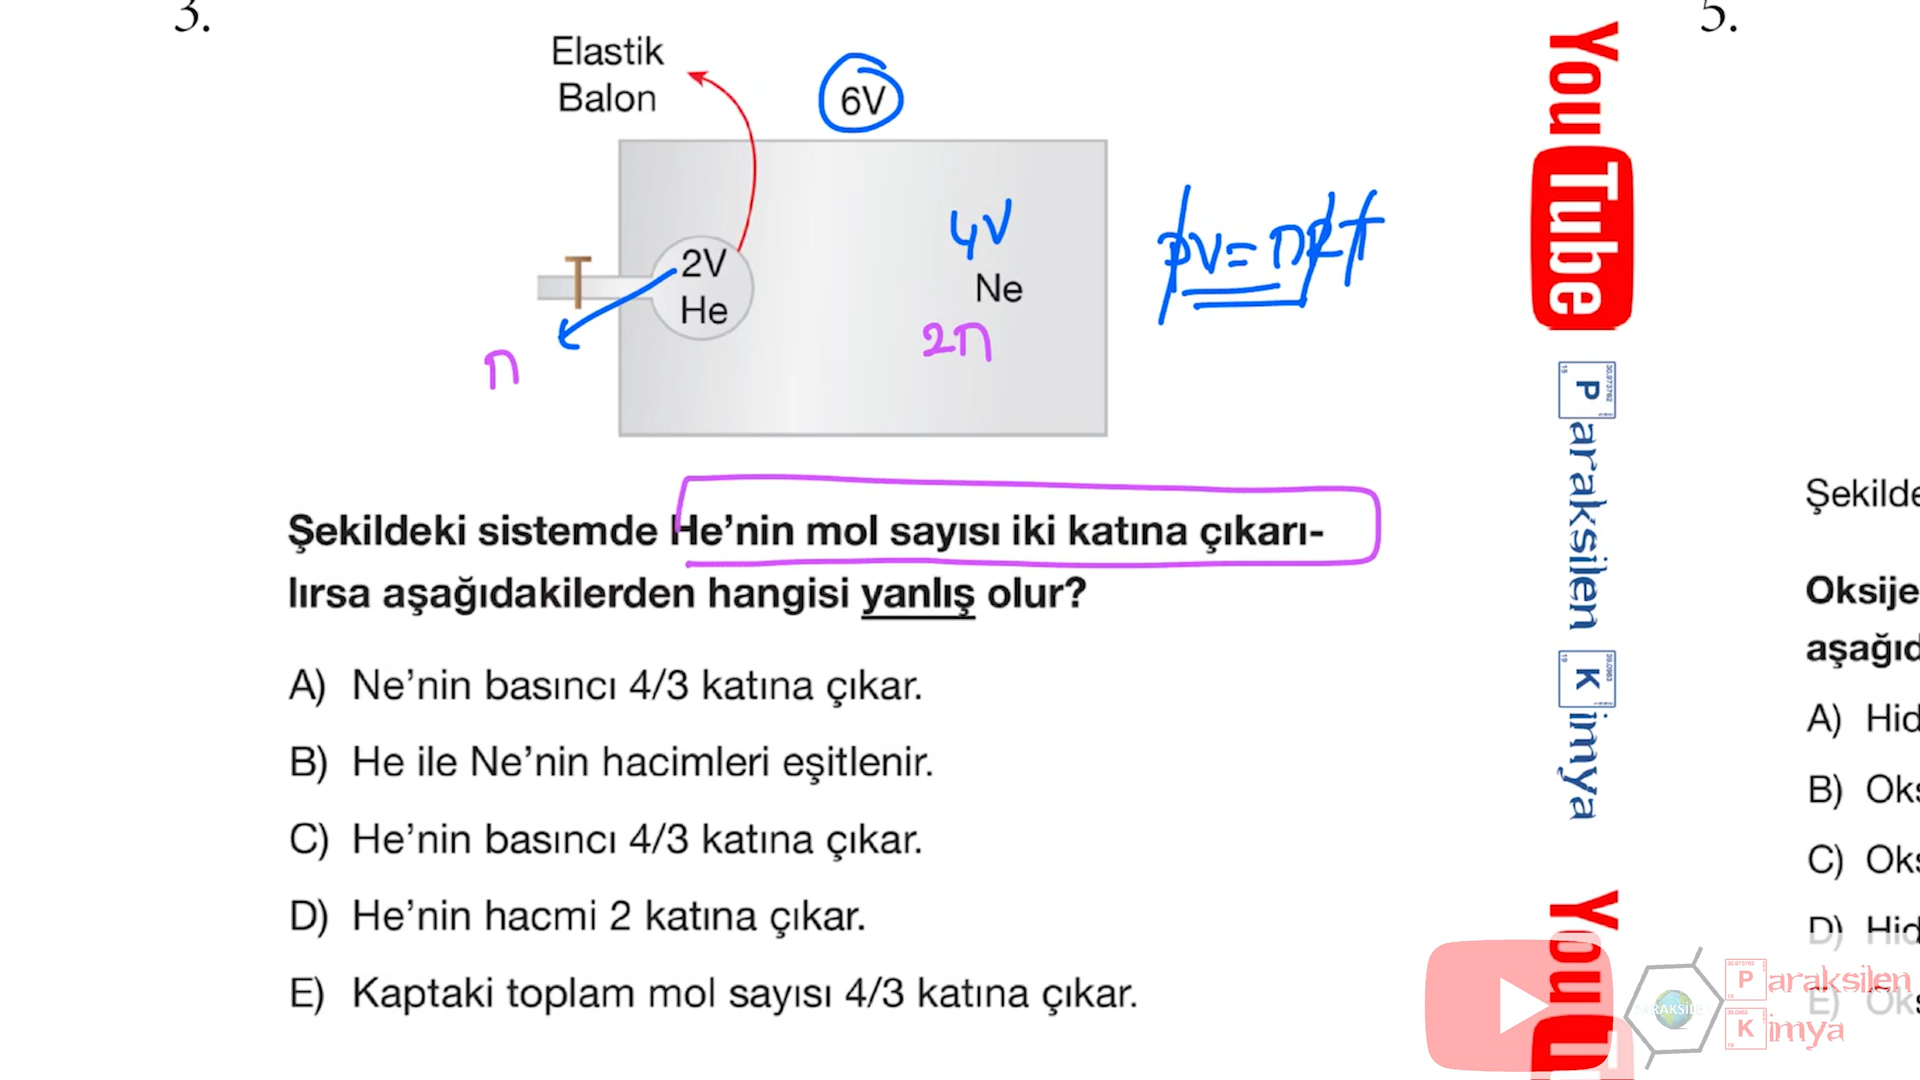 3.
Elastik
Balon
6V
2V
He
4V
Ne
2n
n
PV = nRT
Şekildeki sistemde He’nin mol sayısı iki katına çıkarı-
lırsa aşağıdakilerden hangisi yanlış olur?
A) Ne’nin basıncı 4/3 katına çıkar.
B) He ile Ne’nin hacimleri eşitlenir.
C) He’nin basıncı 4/3 katına çıkar.
D) He’nin hacmi 2 katına çıkar.
E) Kaptaki toplam mol sayısı 4/3 katına çıkar.
YouTube
Paraksilen Kimya
YouT
5.
Şekilde
Oksije
aşağıd
A) Hid
B) Oks
C) Oks
D) Hid
E) Oks
Paraksilen
Kimya